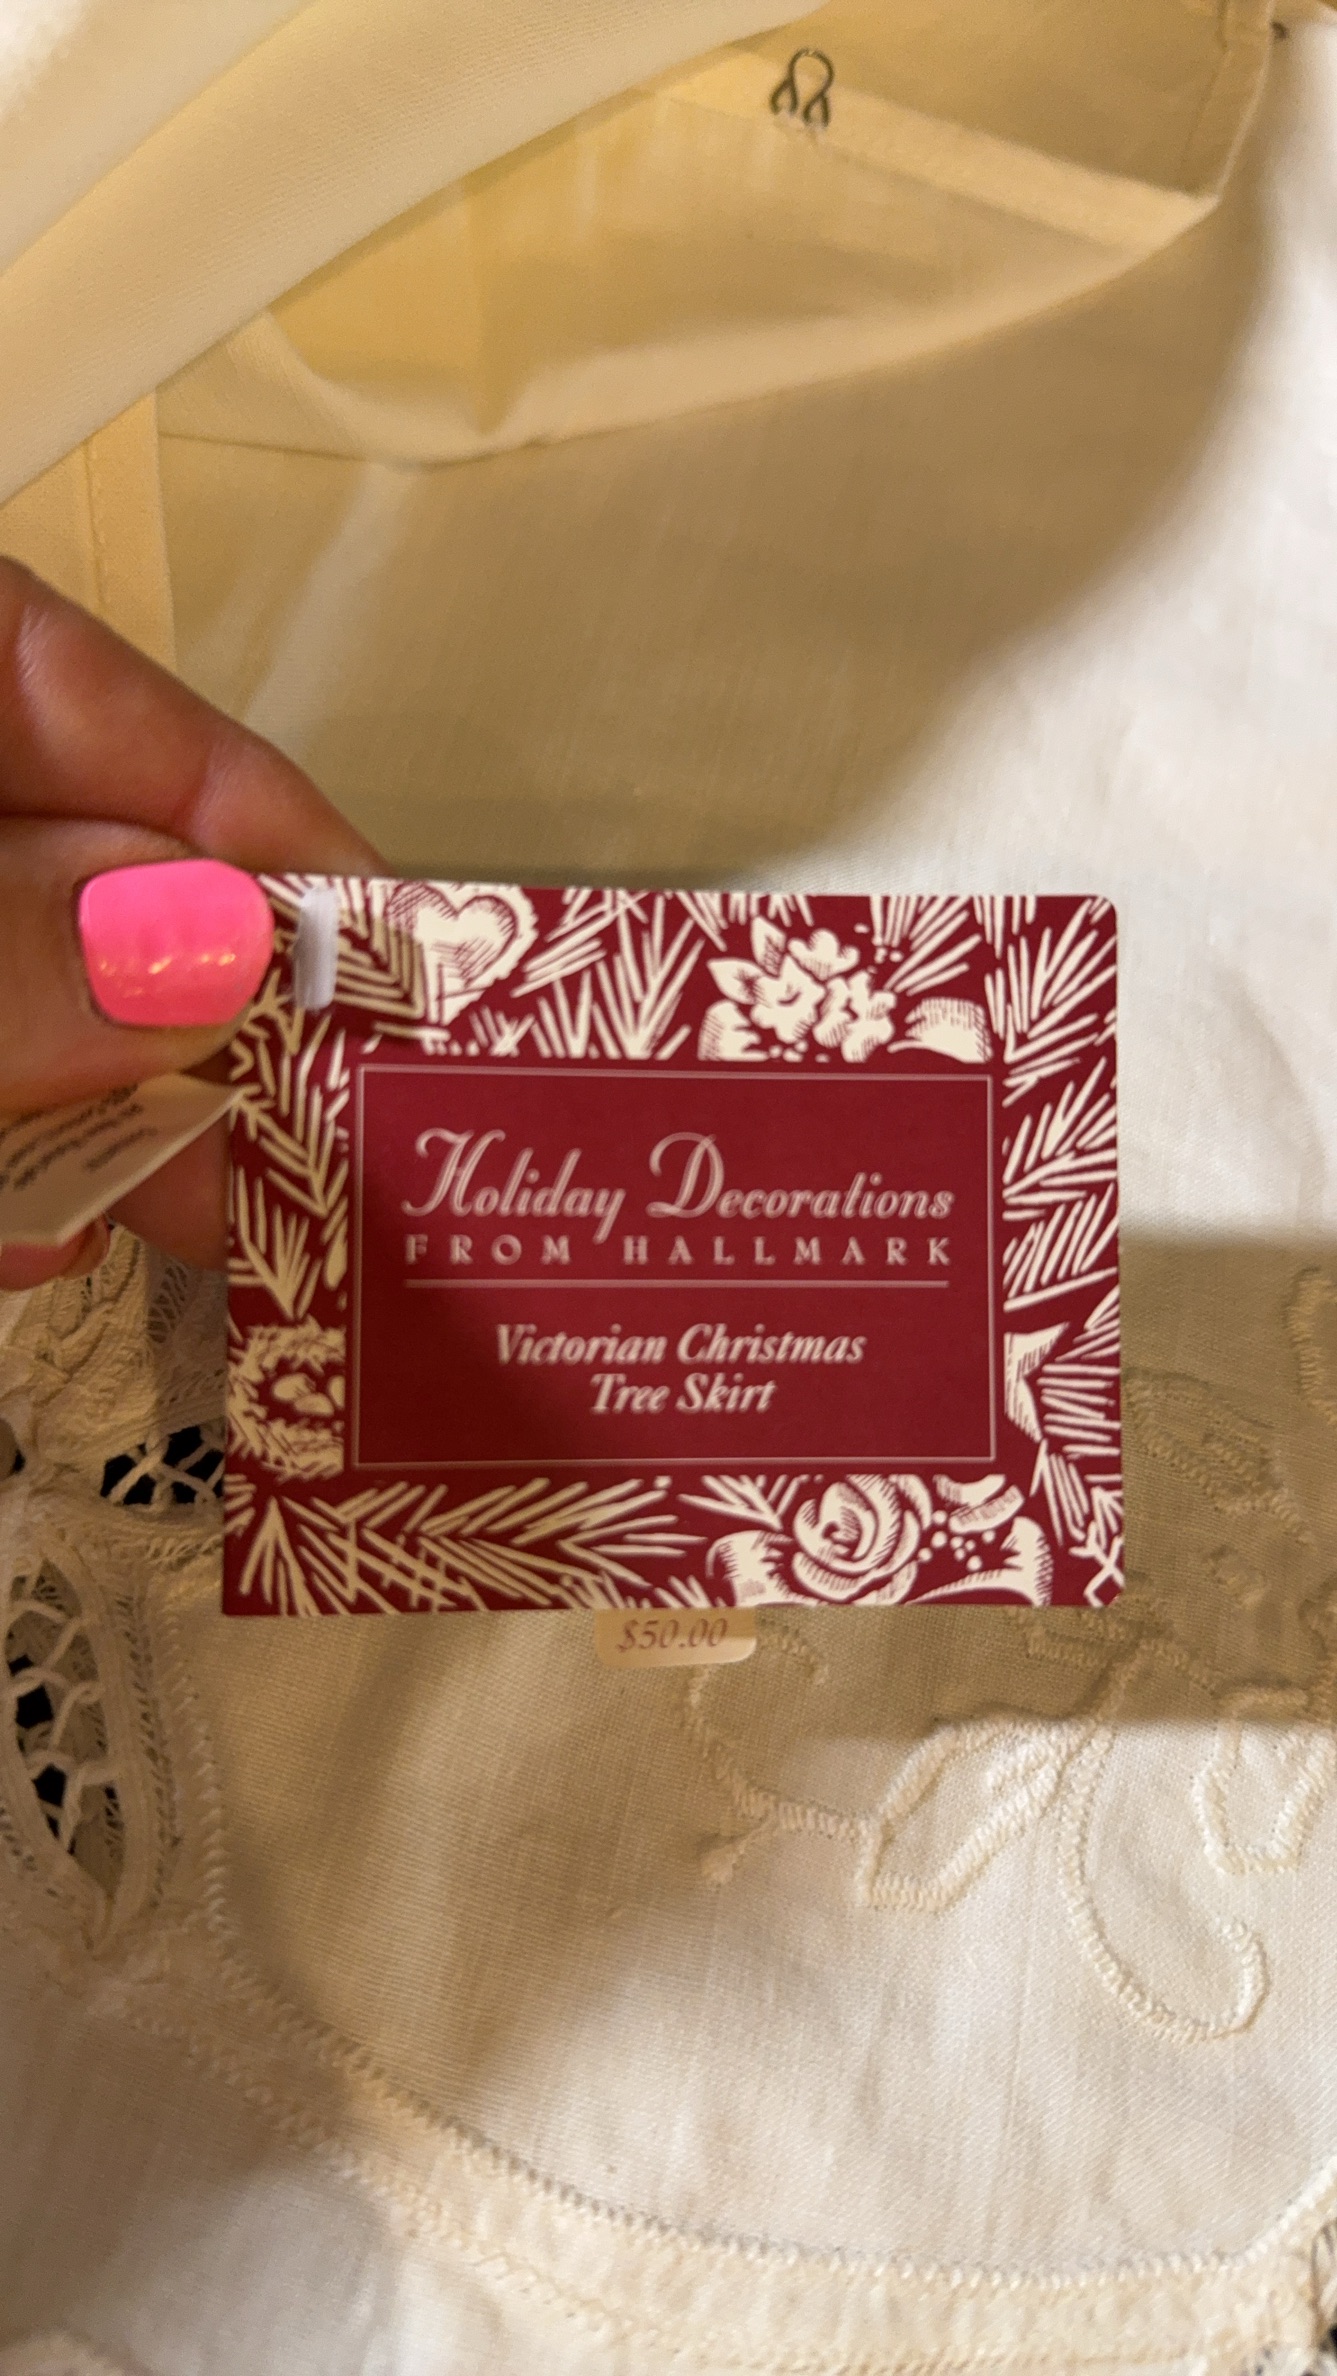 Holiday Decorations
FROM HALLMARK
Victorian Christmas
Tree Skirt
$50.00